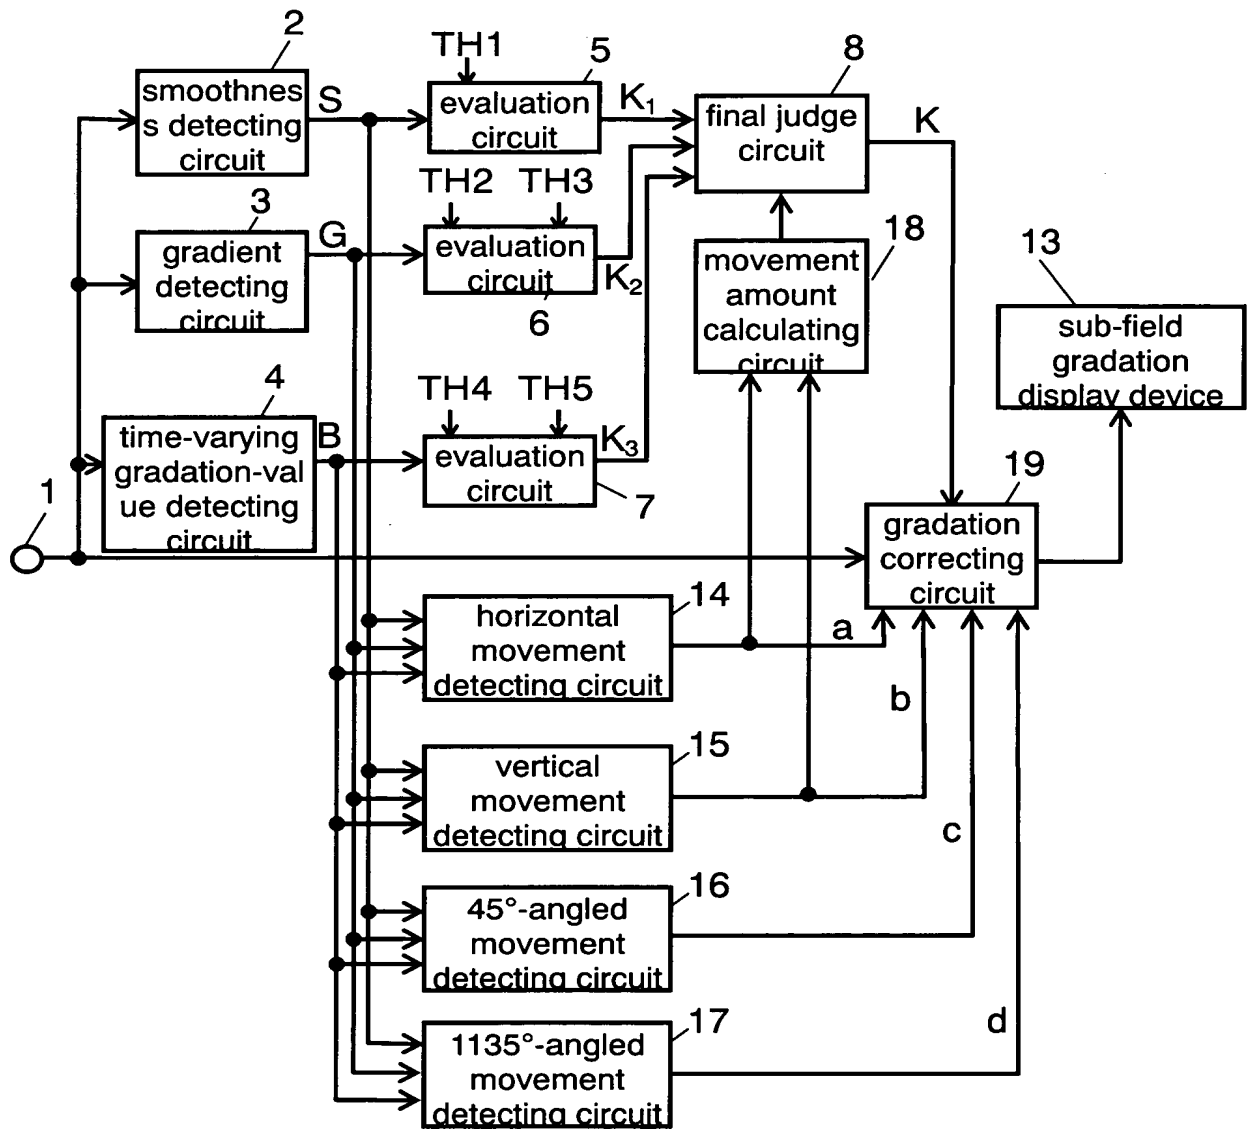 2
smoothnes
s detecting
circuit
S
TH1
5
evaluation
circuit
K1
8
final judge
circuit
K
3
gradient
detecting
circuit
G
TH2 TH3
evaluation
circuit
6
K2
18
movement
amount
calculating
circuit
13
sub-field
gradation
display device
4
time-varying
gradation-val
ue detecting
circuit
B
TH4 TH5
evaluation
circuit
7
K3
1
19
gradation
correcting
circuit
14
horizontal
movement
detecting circuit
a
15
vertical
movement
detecting circuit
b
16
45°-angled
movement
detecting circuit
c
17
1135°-angled
movement
detecting circuit
d